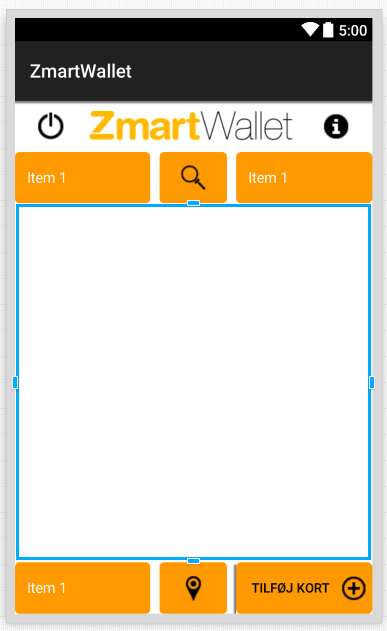 5:00
ZmartWallet
ZmartWallet
Item 1
Item 1
Item 1
TILFØJ KORT